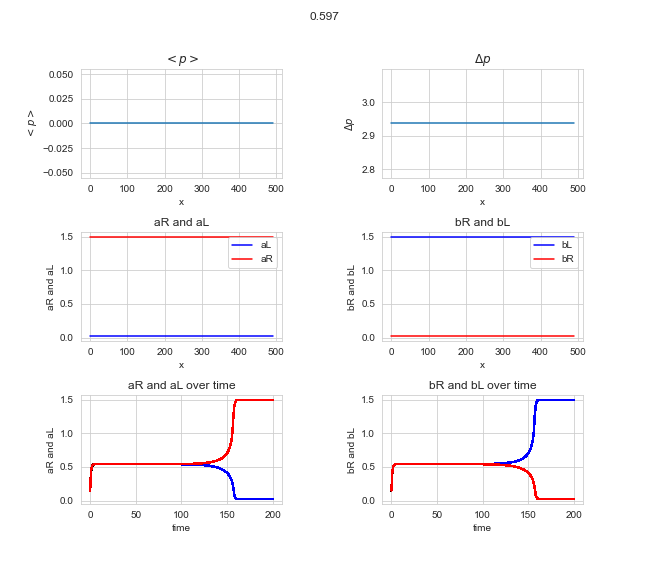 0.597
< p >
Δp
0.050
0.025
0.000
−0.025
−0.050
< p >
0 100 200 300 400 500
x
3.0
2.9
2.8
Δp
0 100 200 300 400 500
x
aR and aL
bR and bL
1.5
1.0
0.5
0.0
aR and aL
aL
aR
0 100 200 300 400 500
x
1.5
1.0
0.5
0.0
bR and bL
bL
bR
0 100 200 300 400 500
x
aR and aL over time
bR and bL over time
1.5
1.0
0.5
0.0
aR and aL
0 50 100 150 200
time
1.5
1.0
0.5
0.0
bR and bL
0 50 100 150 200
time